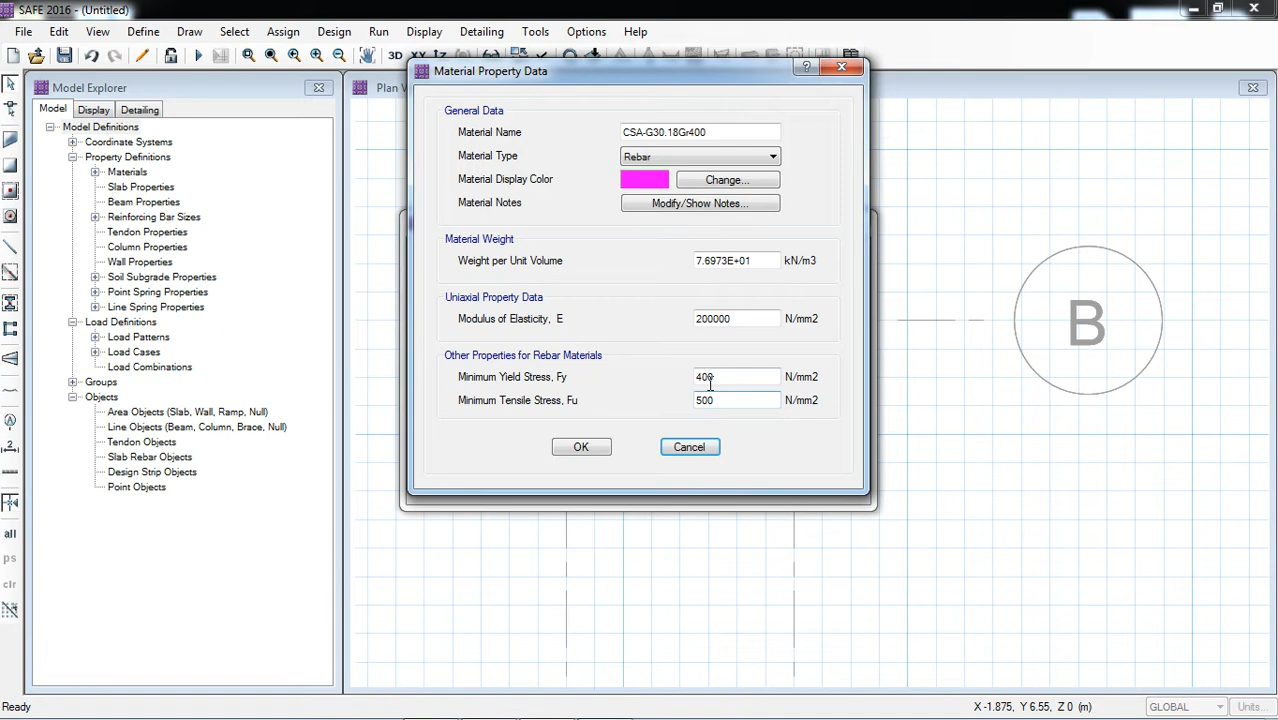 SAFE 2016 - (Untitled)
File Edit View Define Draw Select Assign Design Run Display Detailing Tools Options Help
3D
Model Explorer
Model Display Detailing
Model Definitions
Coordinate Systems
Property Definitions
Materials
Slab Properties
Beam Properties
Reinforcing Bar Sizes
Tendon Properties
Column Properties
Wall Properties
Soil Subgrade Properties
Point Spring Properties
Line Spring Properties
Load Definitions
Load Patterns
Load Cases
Load Combinations
Groups
Objects
Area Objects (Slab, Wall, Ramp, Null)
Line Objects (Beam, Column, Brace, Null)
Tendon Objects
Slab Rebar Objects
Design Strip Objects
Point Objects
all
ps
clr
Plan
Material Property Data
General Data
Material Name CSA-G30.18Gr400
Material Type Rebar
Material Display Color Change...
Material Notes Modify/Show Notes...
Material Weight
Weight per Unit Volume 7.6973E+01 kN/m3
Uniaxial Property Data
Modulus of Elasticity, E 200000 N/mm2
Other Properties for Rebar Materials
Minimum Yield Stress, Fy 400 N/mm2
Minimum Tensile Stress, Fu 500 N/mm2
OK Cancel
B
Ready X -1.875, Y 6.55, Z 0 (m) GLOBAL Units...